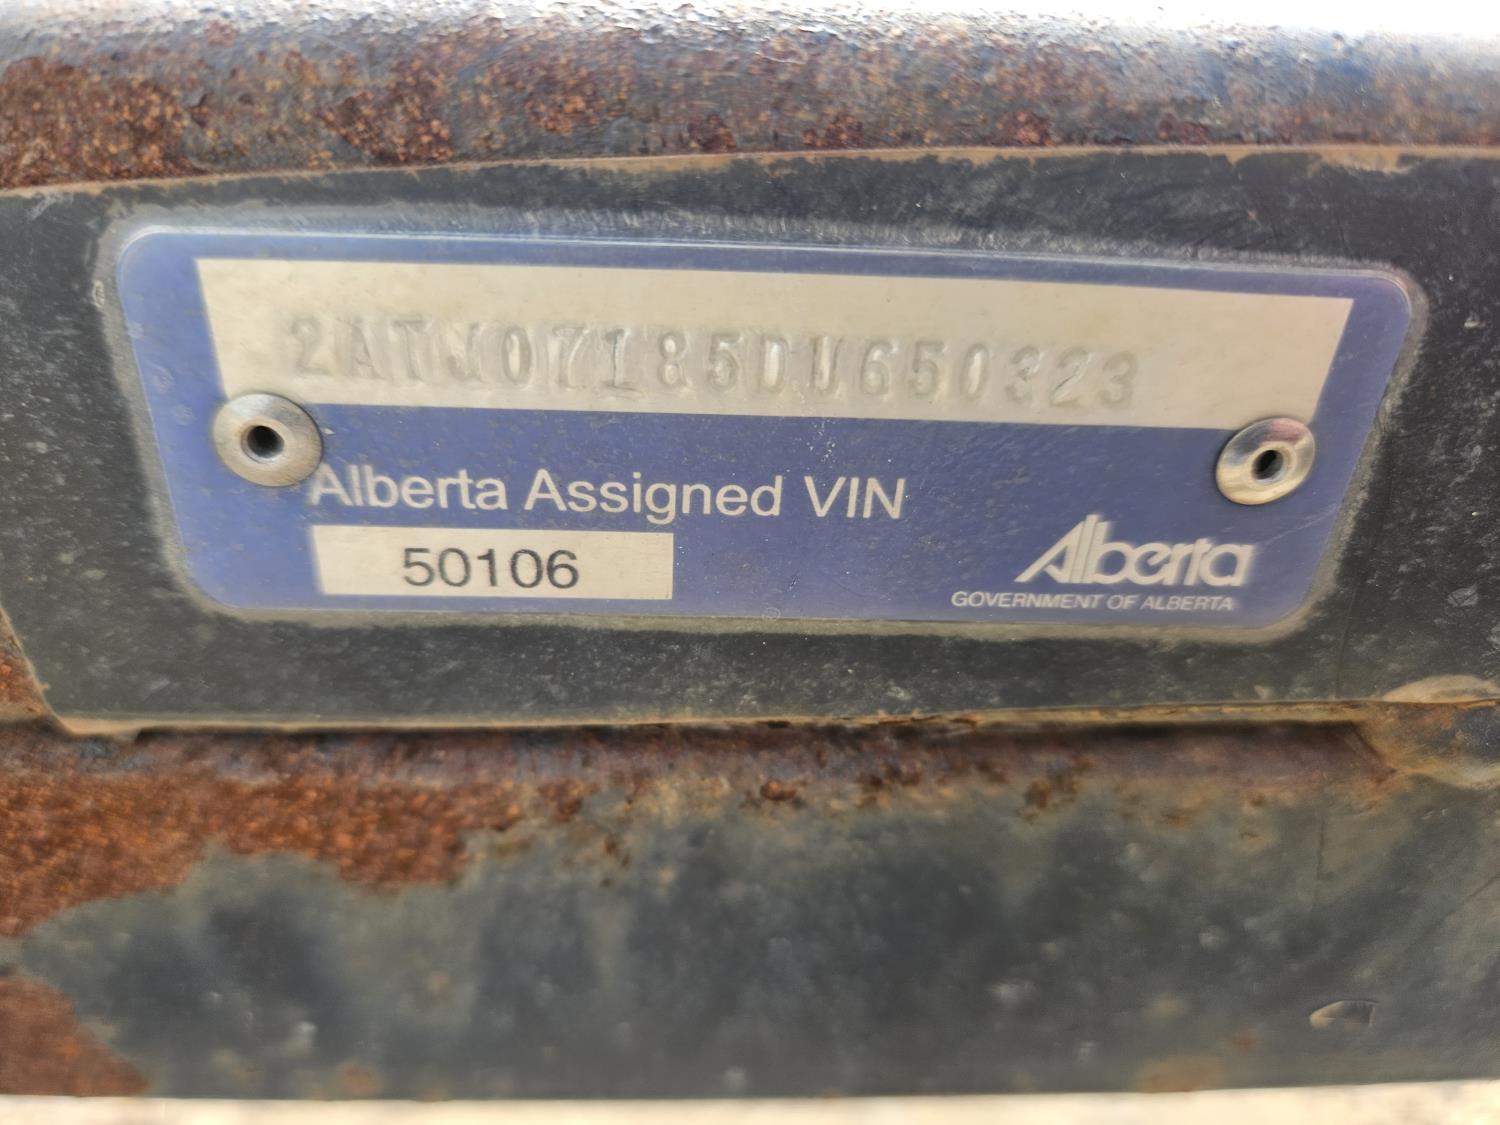 2ATJ07185DU650323
Alberta Assigned VIN
50106
Alberta
GOVERNMENT OF ALBERTA